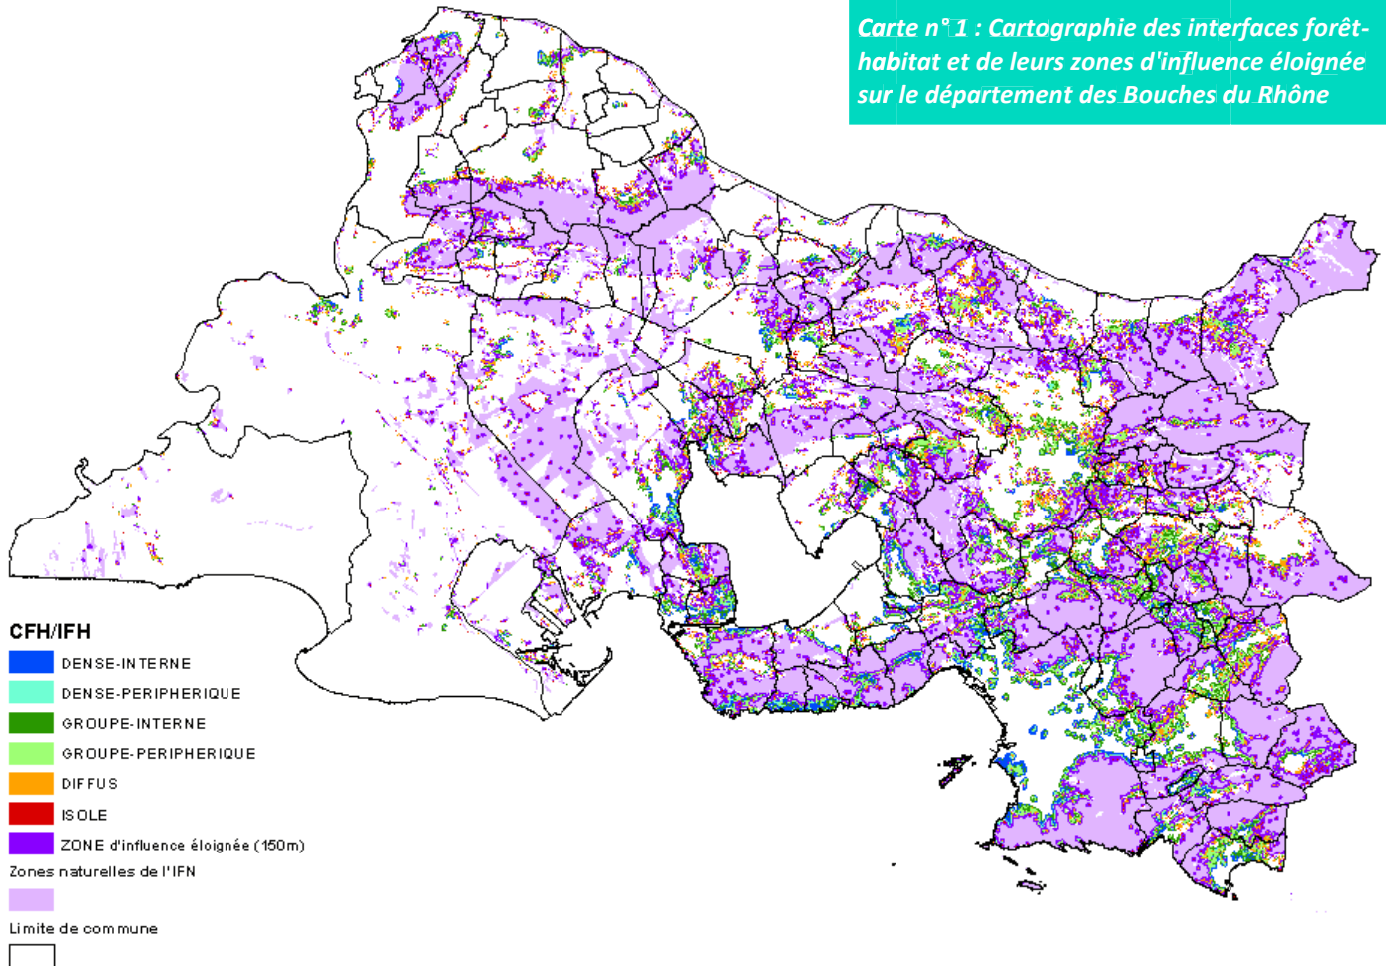 Carte n° 1 : Cartographie des interfaces forêt-
habitat et de leurs zones d'influence éloignée
sur le département des Bouches du Rhône
CFH/IFH
DENSE-INTERNE
DENSE-PERIPHERIQUE
GROUPE-INTERNE
GROUPE-PERIPHERIQUE
DIFFUS
ISOLE
ZONE d'influence éloignée (150m)
Zones naturelles de l'IFN
Limite de commune